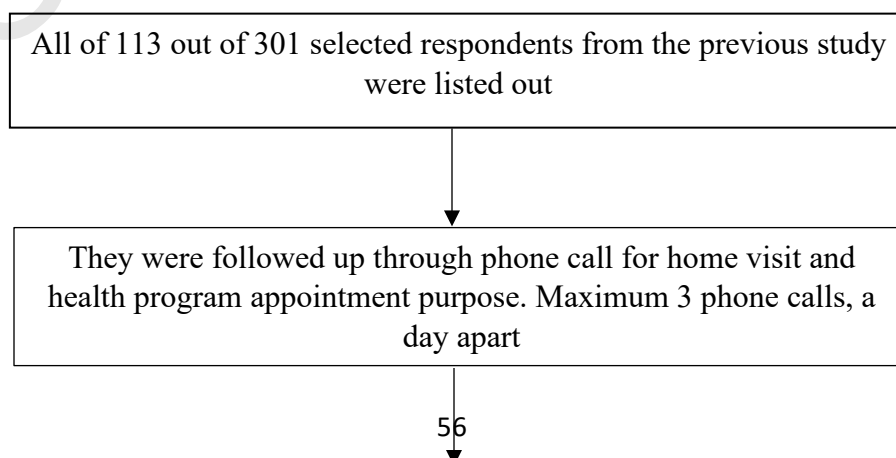 All of 113 out of 301 selected respondents from the previous study
were listed out
They were followed up through phone call for home visit and
health program appointment purpose. Maximum 3 phone calls, a
day apart
56